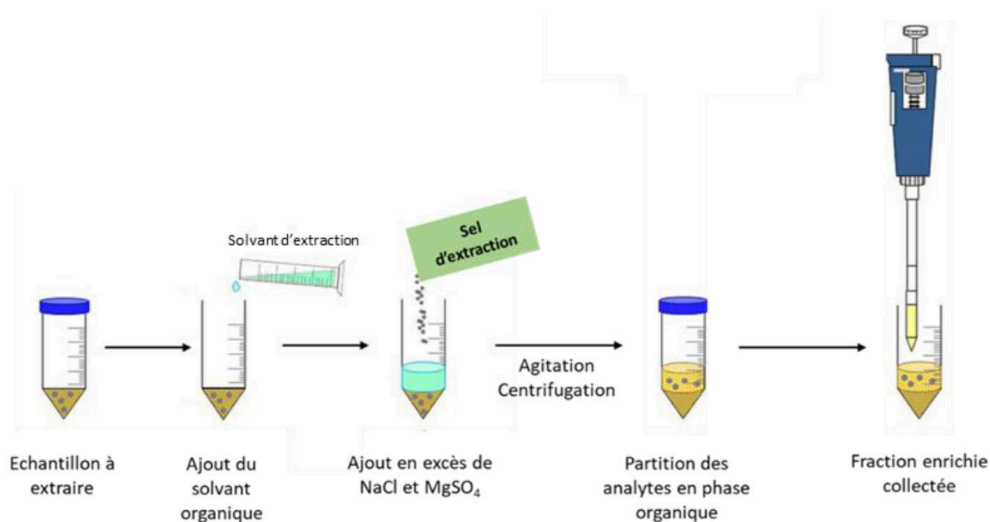 Solvant d'extraction
Sel
d'extraction
Agitation
Centrifugation
Echantillon à
extraire
Ajout du
solvant
organique
Ajout en excès de
NaCl et MgSO₄
Partition des
analytes en phase
organique
Fraction enrichie
collectée